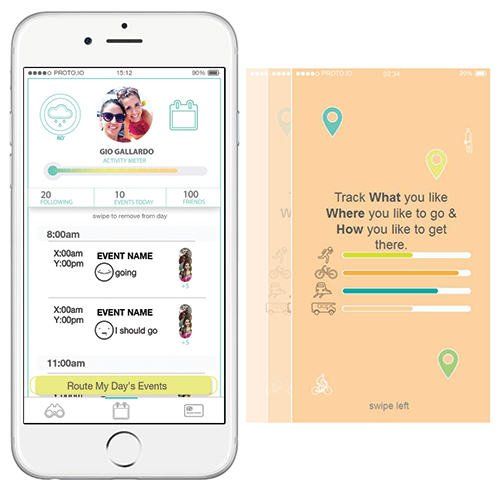 PROTO.IO 15:12 90%
80°
GIO GALLARDO
ACTIVITY METER
20 10 100
FOLLOWING EVENTS TODAY FRIENDS
swipe to remove from day
8:00am
X:00am EVENT NAME
Y:00pm going
+5
X:00am EVENT NAME
Y:00pm I should go
+5
11:00am
Route My Day's Events
PROTO.IO 20:34 90%
Track What you like
Where you like to go &
How you like to get
there.
swipe left